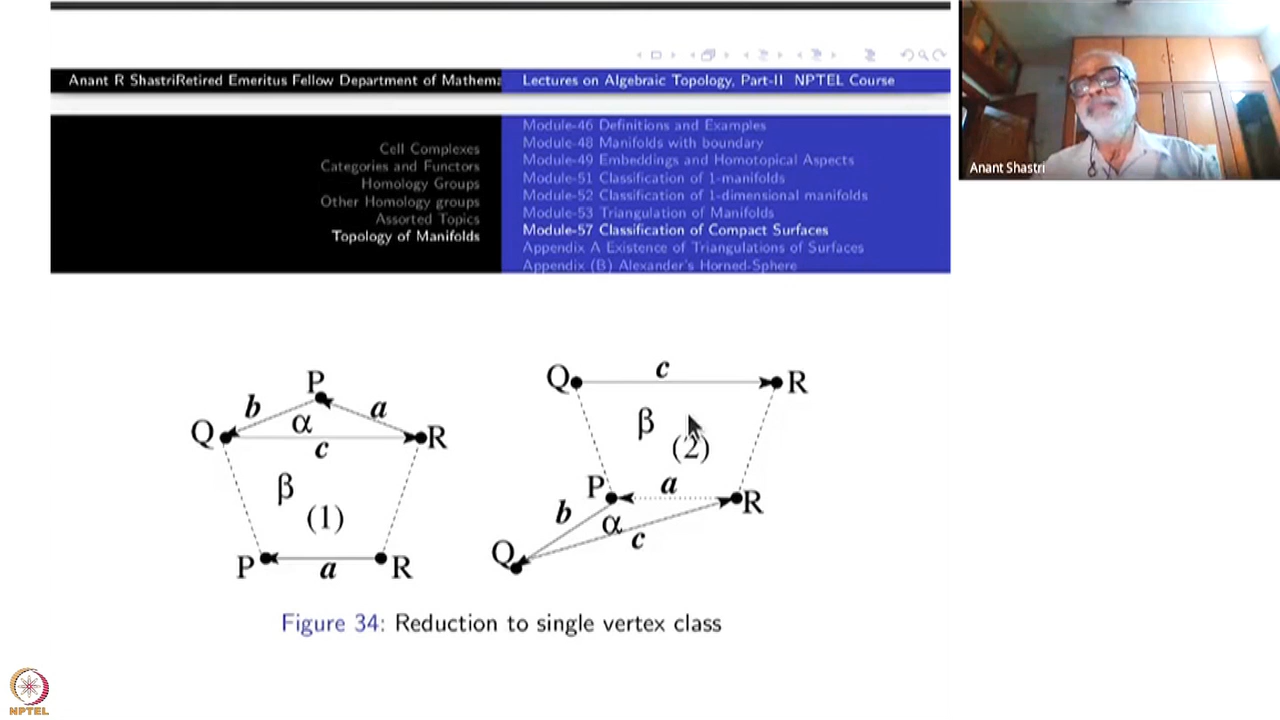 Anant R ShastriRetired Emeritus Fellow Department of Mathema
Lectures on Algebraic Topology, Part-II NPTEL Course
Cell Complexes
Categories and Functors
Homology Groups
Other Homology groups
Assorted Topics
Topology of Manifolds
Module-46 Definitions and Examples
Module-48 Manifolds with boundary
Module-49 Embeddings and Homotopical Aspects
Module-51 Classification of 1-manifolds
Module-52 Classification of 1-dimensional manifolds
Module-53 Triangulation of Manifolds
Module-57 Classification of Compact Surfaces
Appendix A Existence of Triangulations of Surfaces
Appendix (B) Alexander's Horned-Sphere
Anant Shastri
P
b
a
α
Q
R
c
β
(1)
P
a
R
Q
c
R
β
(2)
P
a
R
b
α
c
Q
Figure 34: Reduction to single vertex class
NPTEL